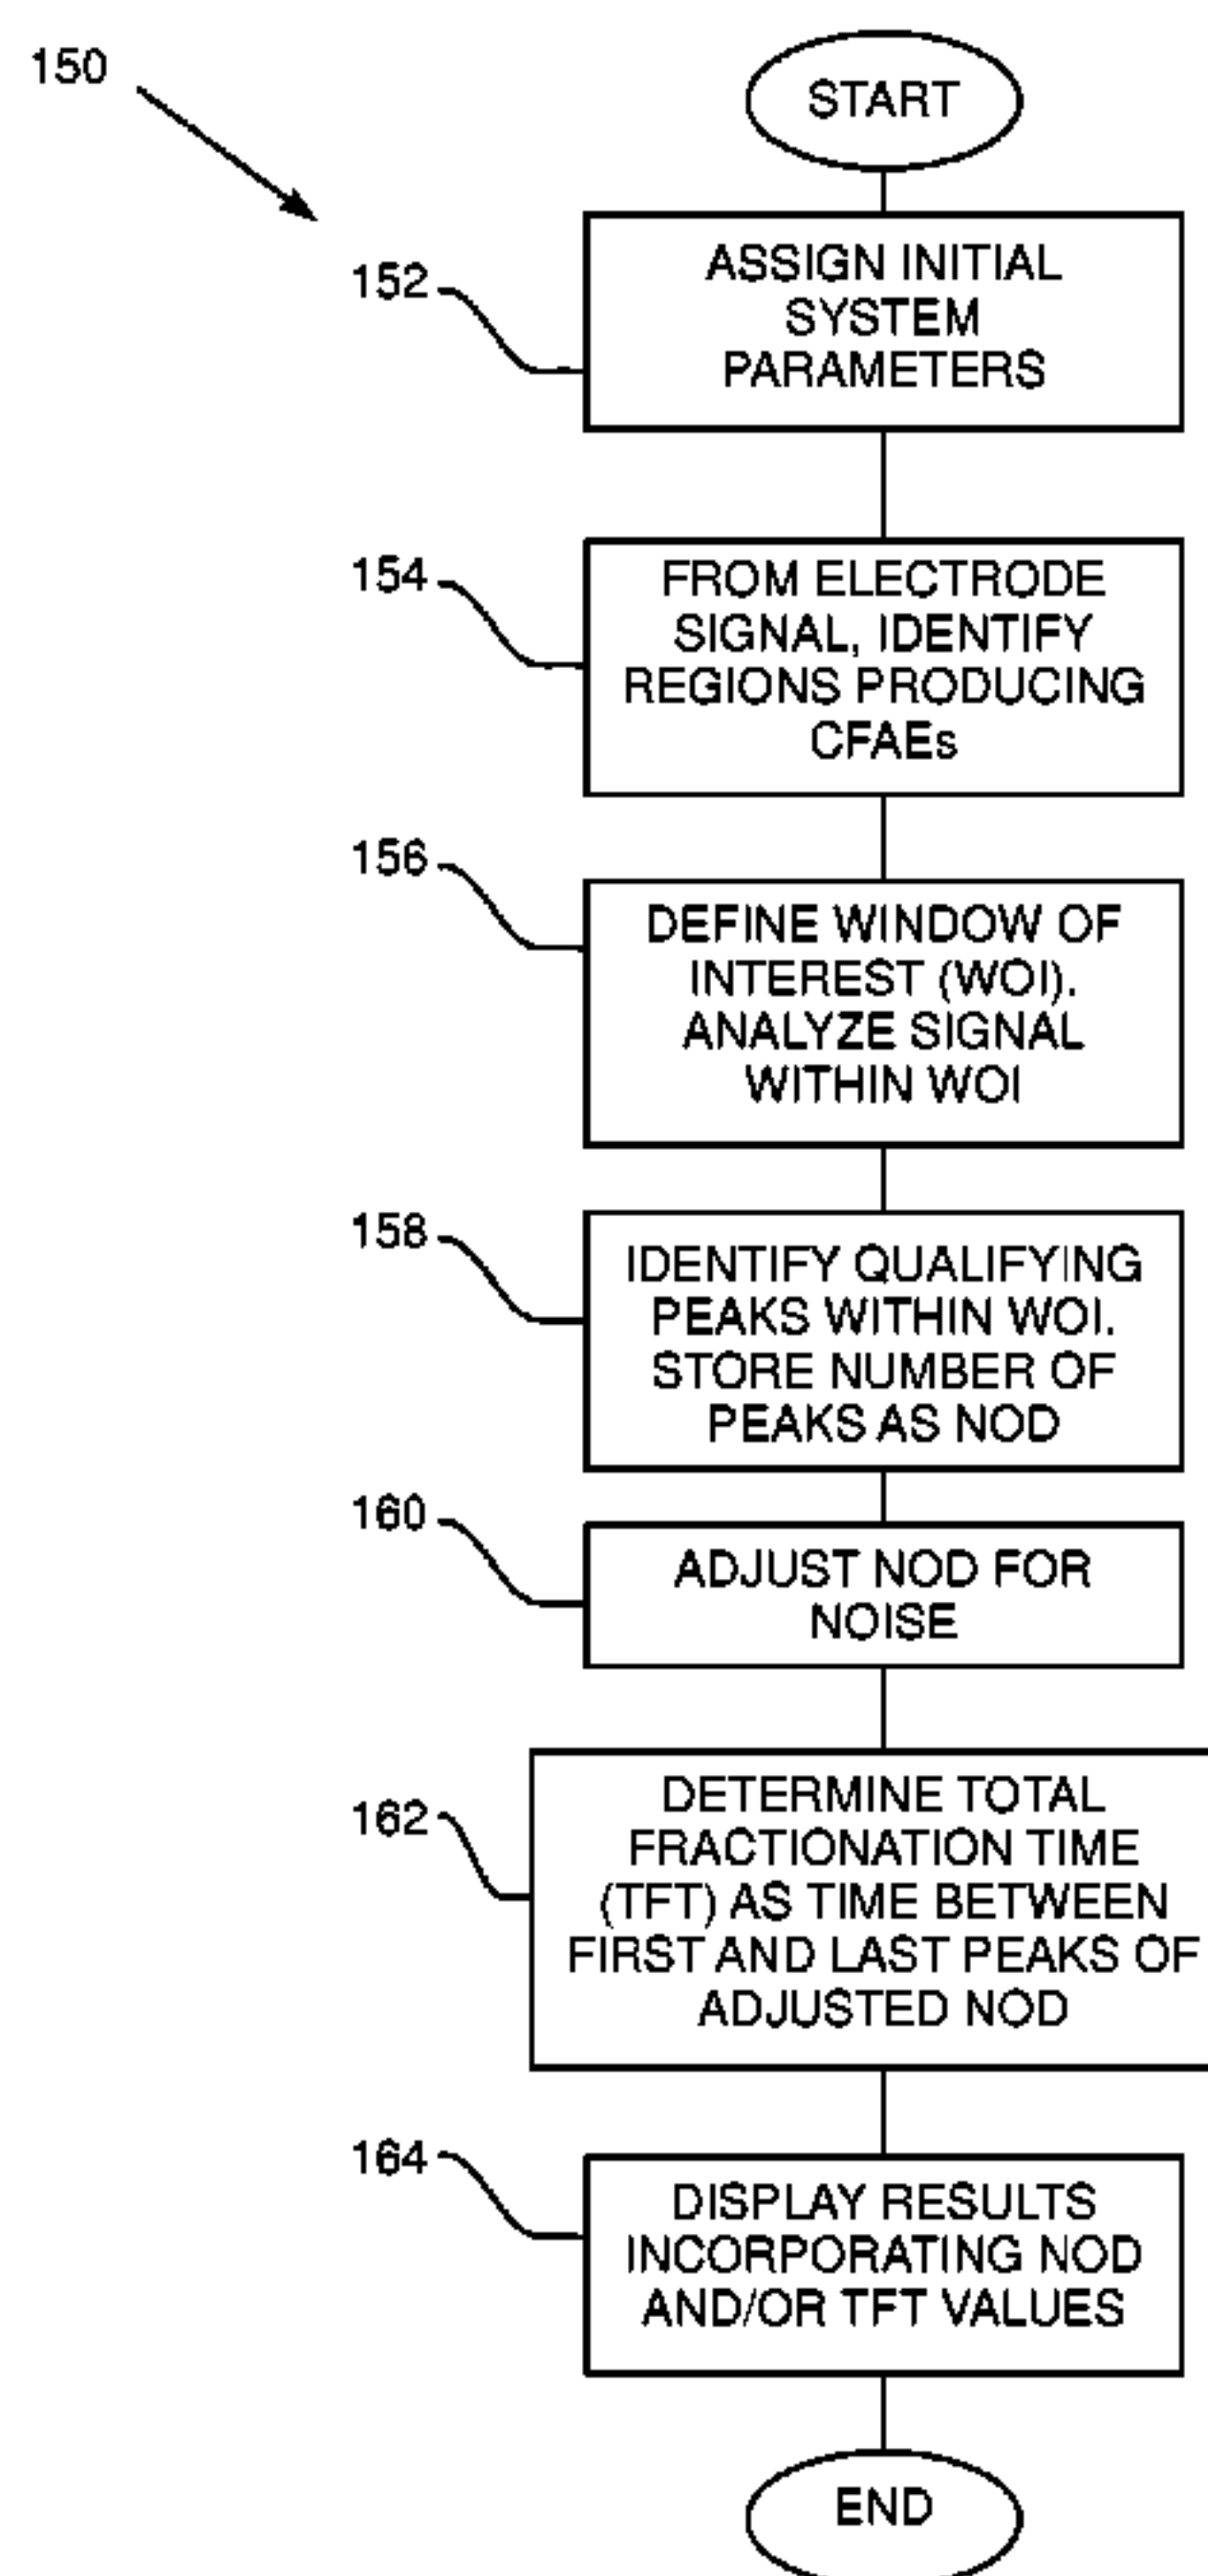 150
START
152
ASSIGN INITIAL
SYSTEM
PARAMETERS
154
FROM ELECTRODE
SIGNAL, IDENTIFY
REGIONS PRODUCING
CFAEs
156
DEFINE WINDOW OF
INTEREST (WOI).
ANALYZE SIGNAL
WITHIN WOI
158
IDENTIFY QUALIFYING
PEAKS WITHIN WOI.
STORE NUMBER OF
PEAKS AS NOD
160
ADJUST NOD FOR
NOISE
162
DETERMINE TOTAL
FRACTIONATION TIME
(TFT) AS TIME BETWEEN
FIRST AND LAST PEAKS OF
ADJUSTED NOD
164
DISPLAY RESULTS
INCORPORATING NOD
AND/OR TFT VALUES
END